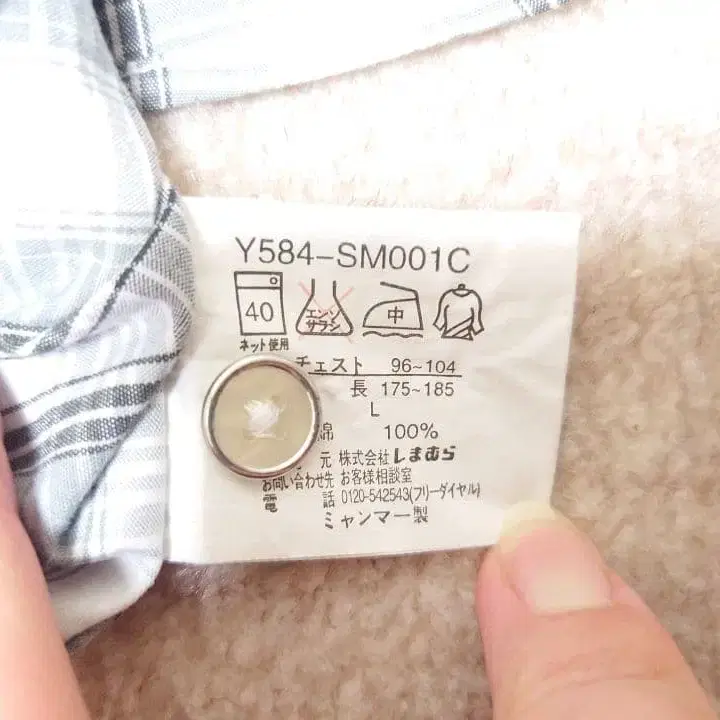 Y584-SM001C
40 エンソ サラシ 中
ネット使用
チェスト 96~104
長 175~185
L
綿 100%
元 株式会社しまむら
お問い合わせ先 お客様相談室
電 話 0120-542543(フリーダイヤル)
ミャンマー製